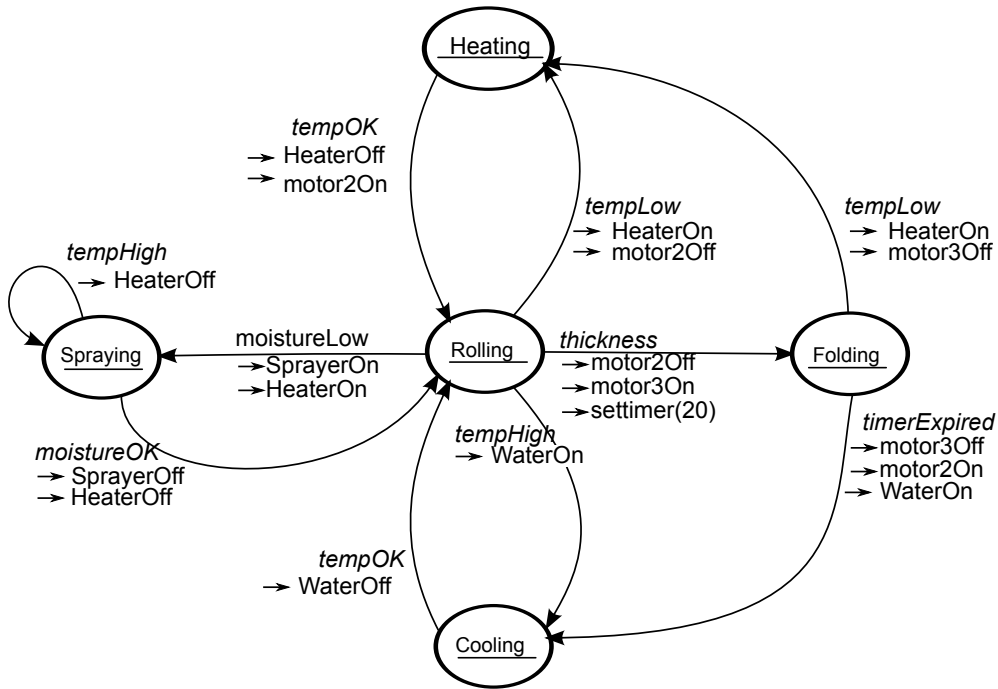 Heating
tempOK
→ HeaterOff
→ motor2On
tempLow
→ HeaterOn
→ motor2Off
tempLow
→ HeaterOn
→ motor3Off
tempHigh
→ HeaterOff
Spraying
moistureLow
→ SprayerOn
→ HeaterOn
Rolling
thickness
→ motor2Off
→ motor3On
→ settimer(20)
Folding
moistureOK
→ SprayerOff
→ HeaterOff
tempHigh
→ WaterOn
timerExpired
→ motor3Off
→ motor2On
→ WaterOn
tempOK
→ WaterOff
Cooling